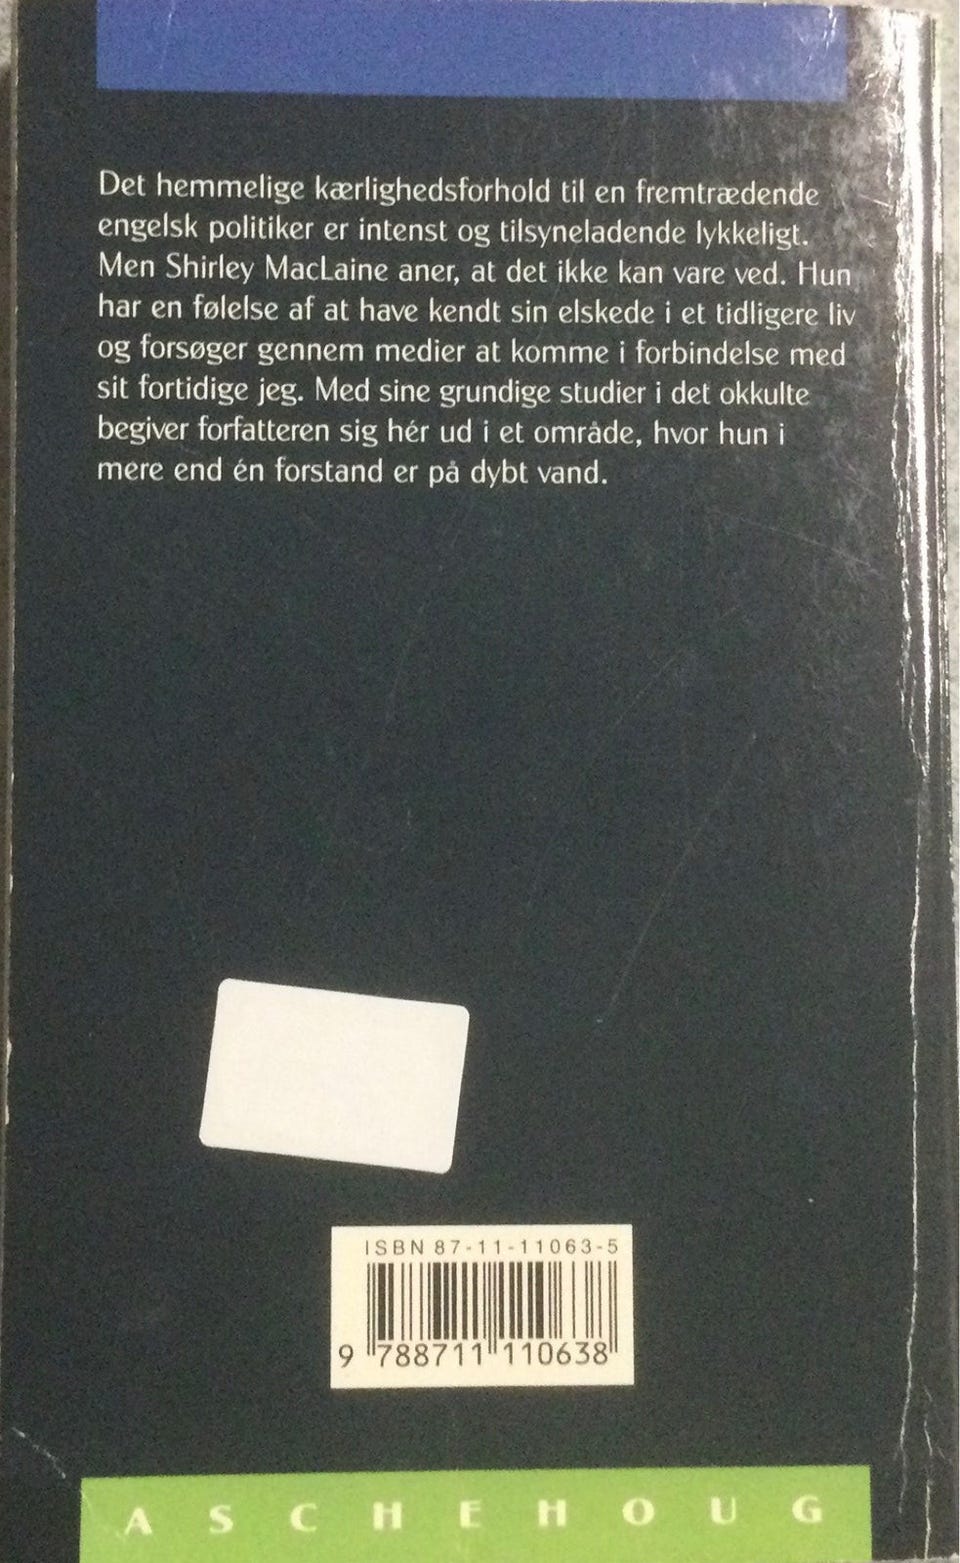 Det hemmelige kærlighedsforhold til en fremtrædende
engelsk politiker er intenst og tilsyneladende lykkeligt.
Men Shirley MacLaine aner, at det ikke kan vare ved. Hun
har en følelse af at have kendt sin elskede i et tidligere liv
og forsøger gennem medier at komme i forbindelse med
sit fortidige jeg. Med sine grundige studier i det okkulte
begiver forfatteren sig hér ud i et område, hvor hun i
mere end én forstand er på dybt vand.
ISBN 87-11-11063-5
9 788711 110638
ASCHEHOUG